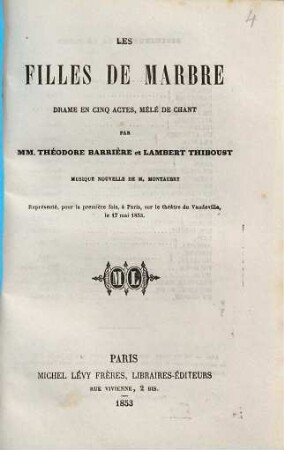 4
LES
FILLES DE MARBRE
DRAME EN CINQ ACTES, MÊLÉ DE CHANT
PAR
MM. THÉODORE BARRIÈRE et LAMBERT THIBOUST
MUSIQUE NOUVELLE DE M. MONTAUBRY
Représenté, pour la première fois, à Paris, sur le théâtre du Vaudeville,
le 17 mai 1853.
ML
PARIS
MICHEL LÉVY FRÈRES, LIBRAIRES-ÉDITEURS
RUE VIVIENNE, 2 BIS.
1853